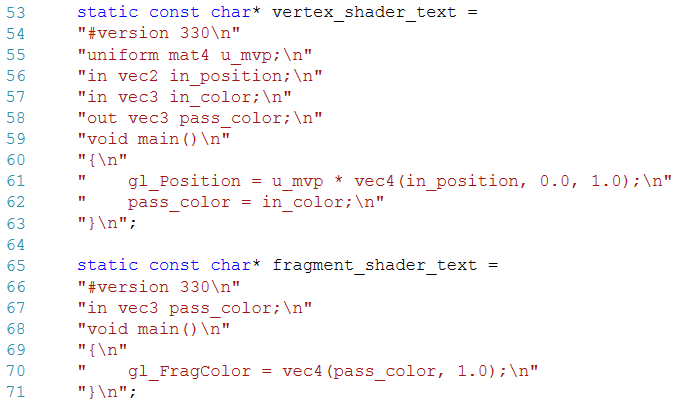 53 static const char* vertex_shader_text =
54 "#version 330\n"
55 "uniform mat4 u_mvp;\n"
56 "in vec2 in_position;\n"
57 "in vec3 in_color;\n"
58 "out vec3 pass_color;\n"
59 "void main()\n"
60 "{\n"
61 "    gl_Position = u_mvp * vec4(in_position, 0.0, 1.0);\n"
62 "    pass_color = in_color;\n"
63 "}\n";
64
65 static const char* fragment_shader_text =
66 "#version 330\n"
67 "in vec3 pass_color;\n"
68 "void main()\n"
69 "{\n"
70 "    gl_FragColor = vec4(pass_color, 1.0);\n"
71 "}\n";